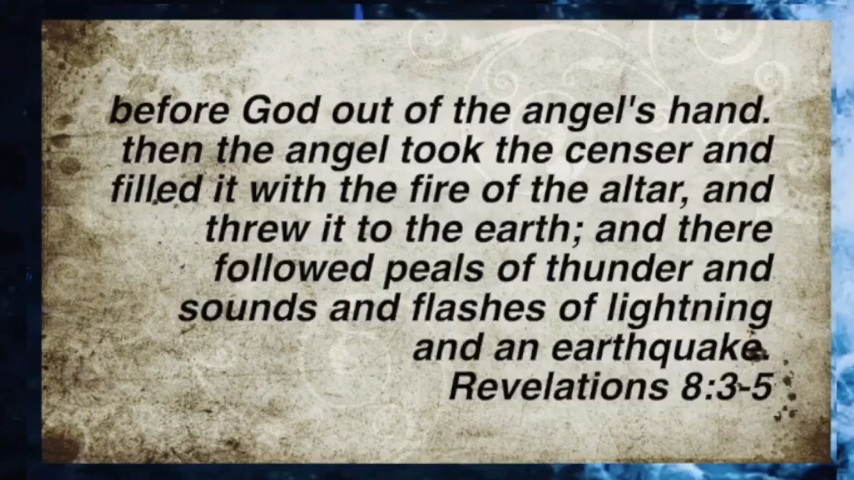 before God out of the angel's hand.
then the angel took the censer and
filled it with the fire of the altar, and
threw it to the earth; and there
followed peals of thunder and
sounds and flashes of lightning
and an earthquake.
Revelations 8:3-5